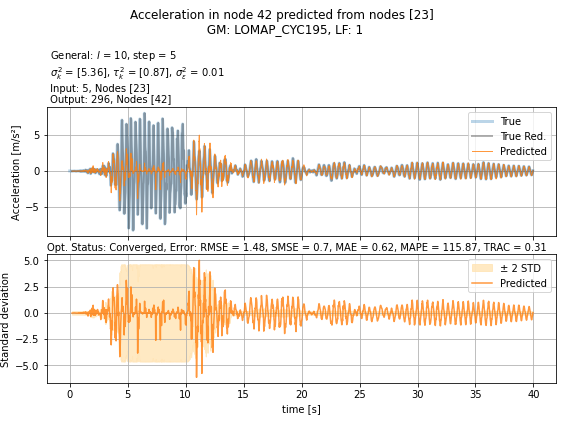 Acceleration in node 42 predicted from nodes [23]
GM: LOMAP_CYC195, LF: 1
General: l = 10, step = 5
σ²ₖ = [5.36], τ²ₖ = [0.87], σ²ε = 0.01
Input: 5, Nodes [23]
Output: 296, Nodes [42]
Acceleration [m/s²]
5
0
−5
True
True Red.
Predicted
Opt. Status: Converged, Error: RMSE = 1.48, SMSE = 0.7, MAE = 0.62, MAPE = 115.87, TRAC = 0.31
Standard deviation
5.0
2.5
0.0
−2.5
−5.0
± 2 STD
Predicted
0 5 10 15 20 25 30 35 40
time [s]